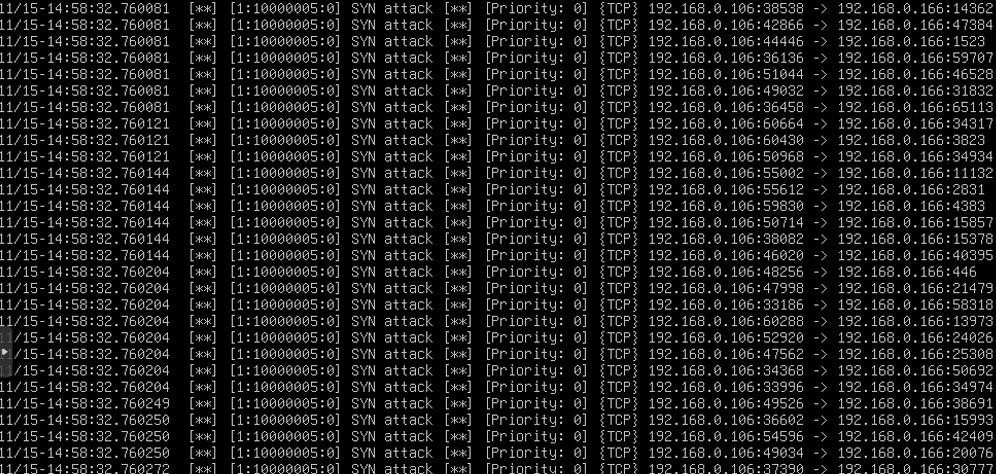 11/15-14:58:32.760081 [**] [1:10000005:0] SYN attack [**] [Priority: 0] {TCP} 192.168.0.106:38538 -> 192.168.0.166:14362
11/15-14:58:32.760081 [**] [1:10000005:0] SYN attack [**] [Priority: 0] {TCP} 192.168.0.106:42866 -> 192.168.0.166:47384
11/15-14:58:32.760081 [**] [1:10000005:0] SYN attack [**] [Priority: 0] {TCP} 192.168.0.106:44446 -> 192.168.0.166:1523
11/15-14:58:32.760081 [**] [1:10000005:0] SYN attack [**] [Priority: 0] {TCP} 192.168.0.106:36136 -> 192.168.0.166:59707
11/15-14:58:32.760081 [**] [1:10000005:0] SYN attack [**] [Priority: 0] {TCP} 192.168.0.106:51044 -> 192.168.0.166:46528
11/15-14:58:32.760081 [**] [1:10000005:0] SYN attack [**] [Priority: 0] {TCP} 192.168.0.106:49032 -> 192.168.0.166:31832
11/15-14:58:32.760081 [**] [1:10000005:0] SYN attack [**] [Priority: 0] {TCP} 192.168.0.106:36458 -> 192.168.0.166:65113
11/15-14:58:32.760121 [**] [1:10000005:0] SYN attack [**] [Priority: 0] {TCP} 192.168.0.106:60664 -> 192.168.0.166:34317
11/15-14:58:32.760121 [**] [1:10000005:0] SYN attack [**] [Priority: 0] {TCP} 192.168.0.106:60430 -> 192.168.0.166:3823
11/15-14:58:32.760121 [**] [1:10000005:0] SYN attack [**] [Priority: 0] {TCP} 192.168.0.106:50968 -> 192.168.0.166:34934
11/15-14:58:32.760144 [**] [1:10000005:0] SYN attack [**] [Priority: 0] {TCP} 192.168.0.106:55002 -> 192.168.0.166:11132
11/15-14:58:32.760144 [**] [1:10000005:0] SYN attack [**] [Priority: 0] {TCP} 192.168.0.106:55612 -> 192.168.0.166:2831
11/15-14:58:32.760144 [**] [1:10000005:0] SYN attack [**] [Priority: 0] {TCP} 192.168.0.106:59830 -> 192.168.0.166:4383
11/15-14:58:32.760144 [**] [1:10000005:0] SYN attack [**] [Priority: 0] {TCP} 192.168.0.106:50714 -> 192.168.0.166:15857
11/15-14:58:32.760144 [**] [1:10000005:0] SYN attack [**] [Priority: 0] {TCP} 192.168.0.106:38082 -> 192.168.0.166:15378
11/15-14:58:32.760144 [**] [1:10000005:0] SYN attack [**] [Priority: 0] {TCP} 192.168.0.106:46020 -> 192.168.0.166:40395
11/15-14:58:32.760204 [**] [1:10000005:0] SYN attack [**] [Priority: 0] {TCP} 192.168.0.106:48256 -> 192.168.0.166:446
11/15-14:58:32.760204 [**] [1:10000005:0] SYN attack [**] [Priority: 0] {TCP} 192.168.0.106:47998 -> 192.168.0.166:21479
11/15-14:58:32.760204 [**] [1:10000005:0] SYN attack [**] [Priority: 0] {TCP} 192.168.0.106:33186 -> 192.168.0.166:58318
11/15-14:58:32.760204 [**] [1:10000005:0] SYN attack [**] [Priority: 0] {TCP} 192.168.0.106:60288 -> 192.168.0.166:13973
/15-14:58:32.760204 [**] [1:10000005:0] SYN attack [**] [Priority: 0] {TCP} 192.168.0.106:52920 -> 192.168.0.166:24026
/15-14:58:32.760204 [**] [1:10000005:0] SYN attack [**] [Priority: 0] {TCP} 192.168.0.106:47562 -> 192.168.0.166:25308
/15-14:58:32.760204 [**] [1:10000005:0] SYN attack [**] [Priority: 0] {TCP} 192.168.0.106:34368 -> 192.168.0.166:50692
11/15-14:58:32.760204 [**] [1:10000005:0] SYN attack [**] [Priority: 0] {TCP} 192.168.0.106:33996 -> 192.168.0.166:34974
11/15-14:58:32.760249 [**] [1:10000005:0] SYN attack [**] [Priority: 0] {TCP} 192.168.0.106:49526 -> 192.168.0.166:38691
11/15-14:58:32.760250 [**] [1:10000005:0] SYN attack [**] [Priority: 0] {TCP} 192.168.0.106:36602 -> 192.168.0.166:15993
11/15-14:58:32.760250 [**] [1:10000005:0] SYN attack [**] [Priority: 0] {TCP} 192.168.0.106:54596 -> 192.168.0.166:42409
11/15-14:58:32.760250 [**] [1:10000005:0] SYN attack [**] [Priority: 0] {TCP} 192.168.0.106:49034 -> 192.168.0.166:20076
11/15-14:58:32.760272 [**] [1:10000005:0] SYN attack [**] [Priority: 0] {TCP} 192.168.0.106:37390 ->